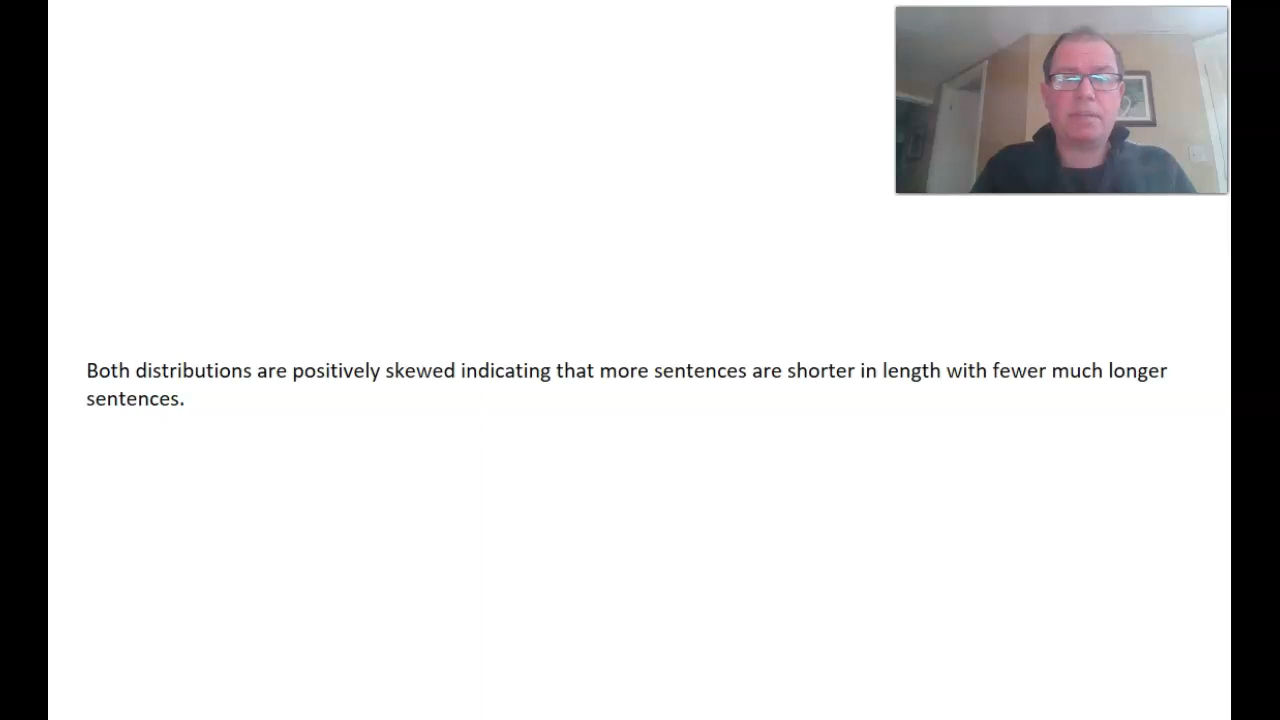 Both distributions are positively skewed indicating that more sentences are shorter in length with fewer much longer
sentences.